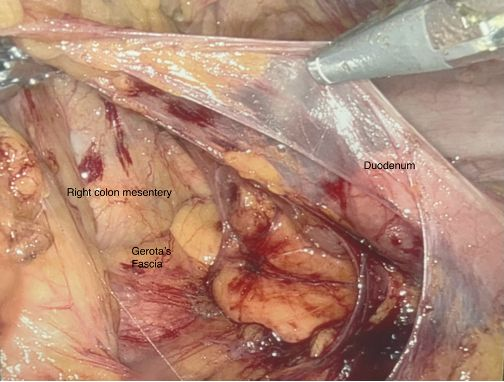 Duodenum
Right colon mesentery
Gerota's
Fascia